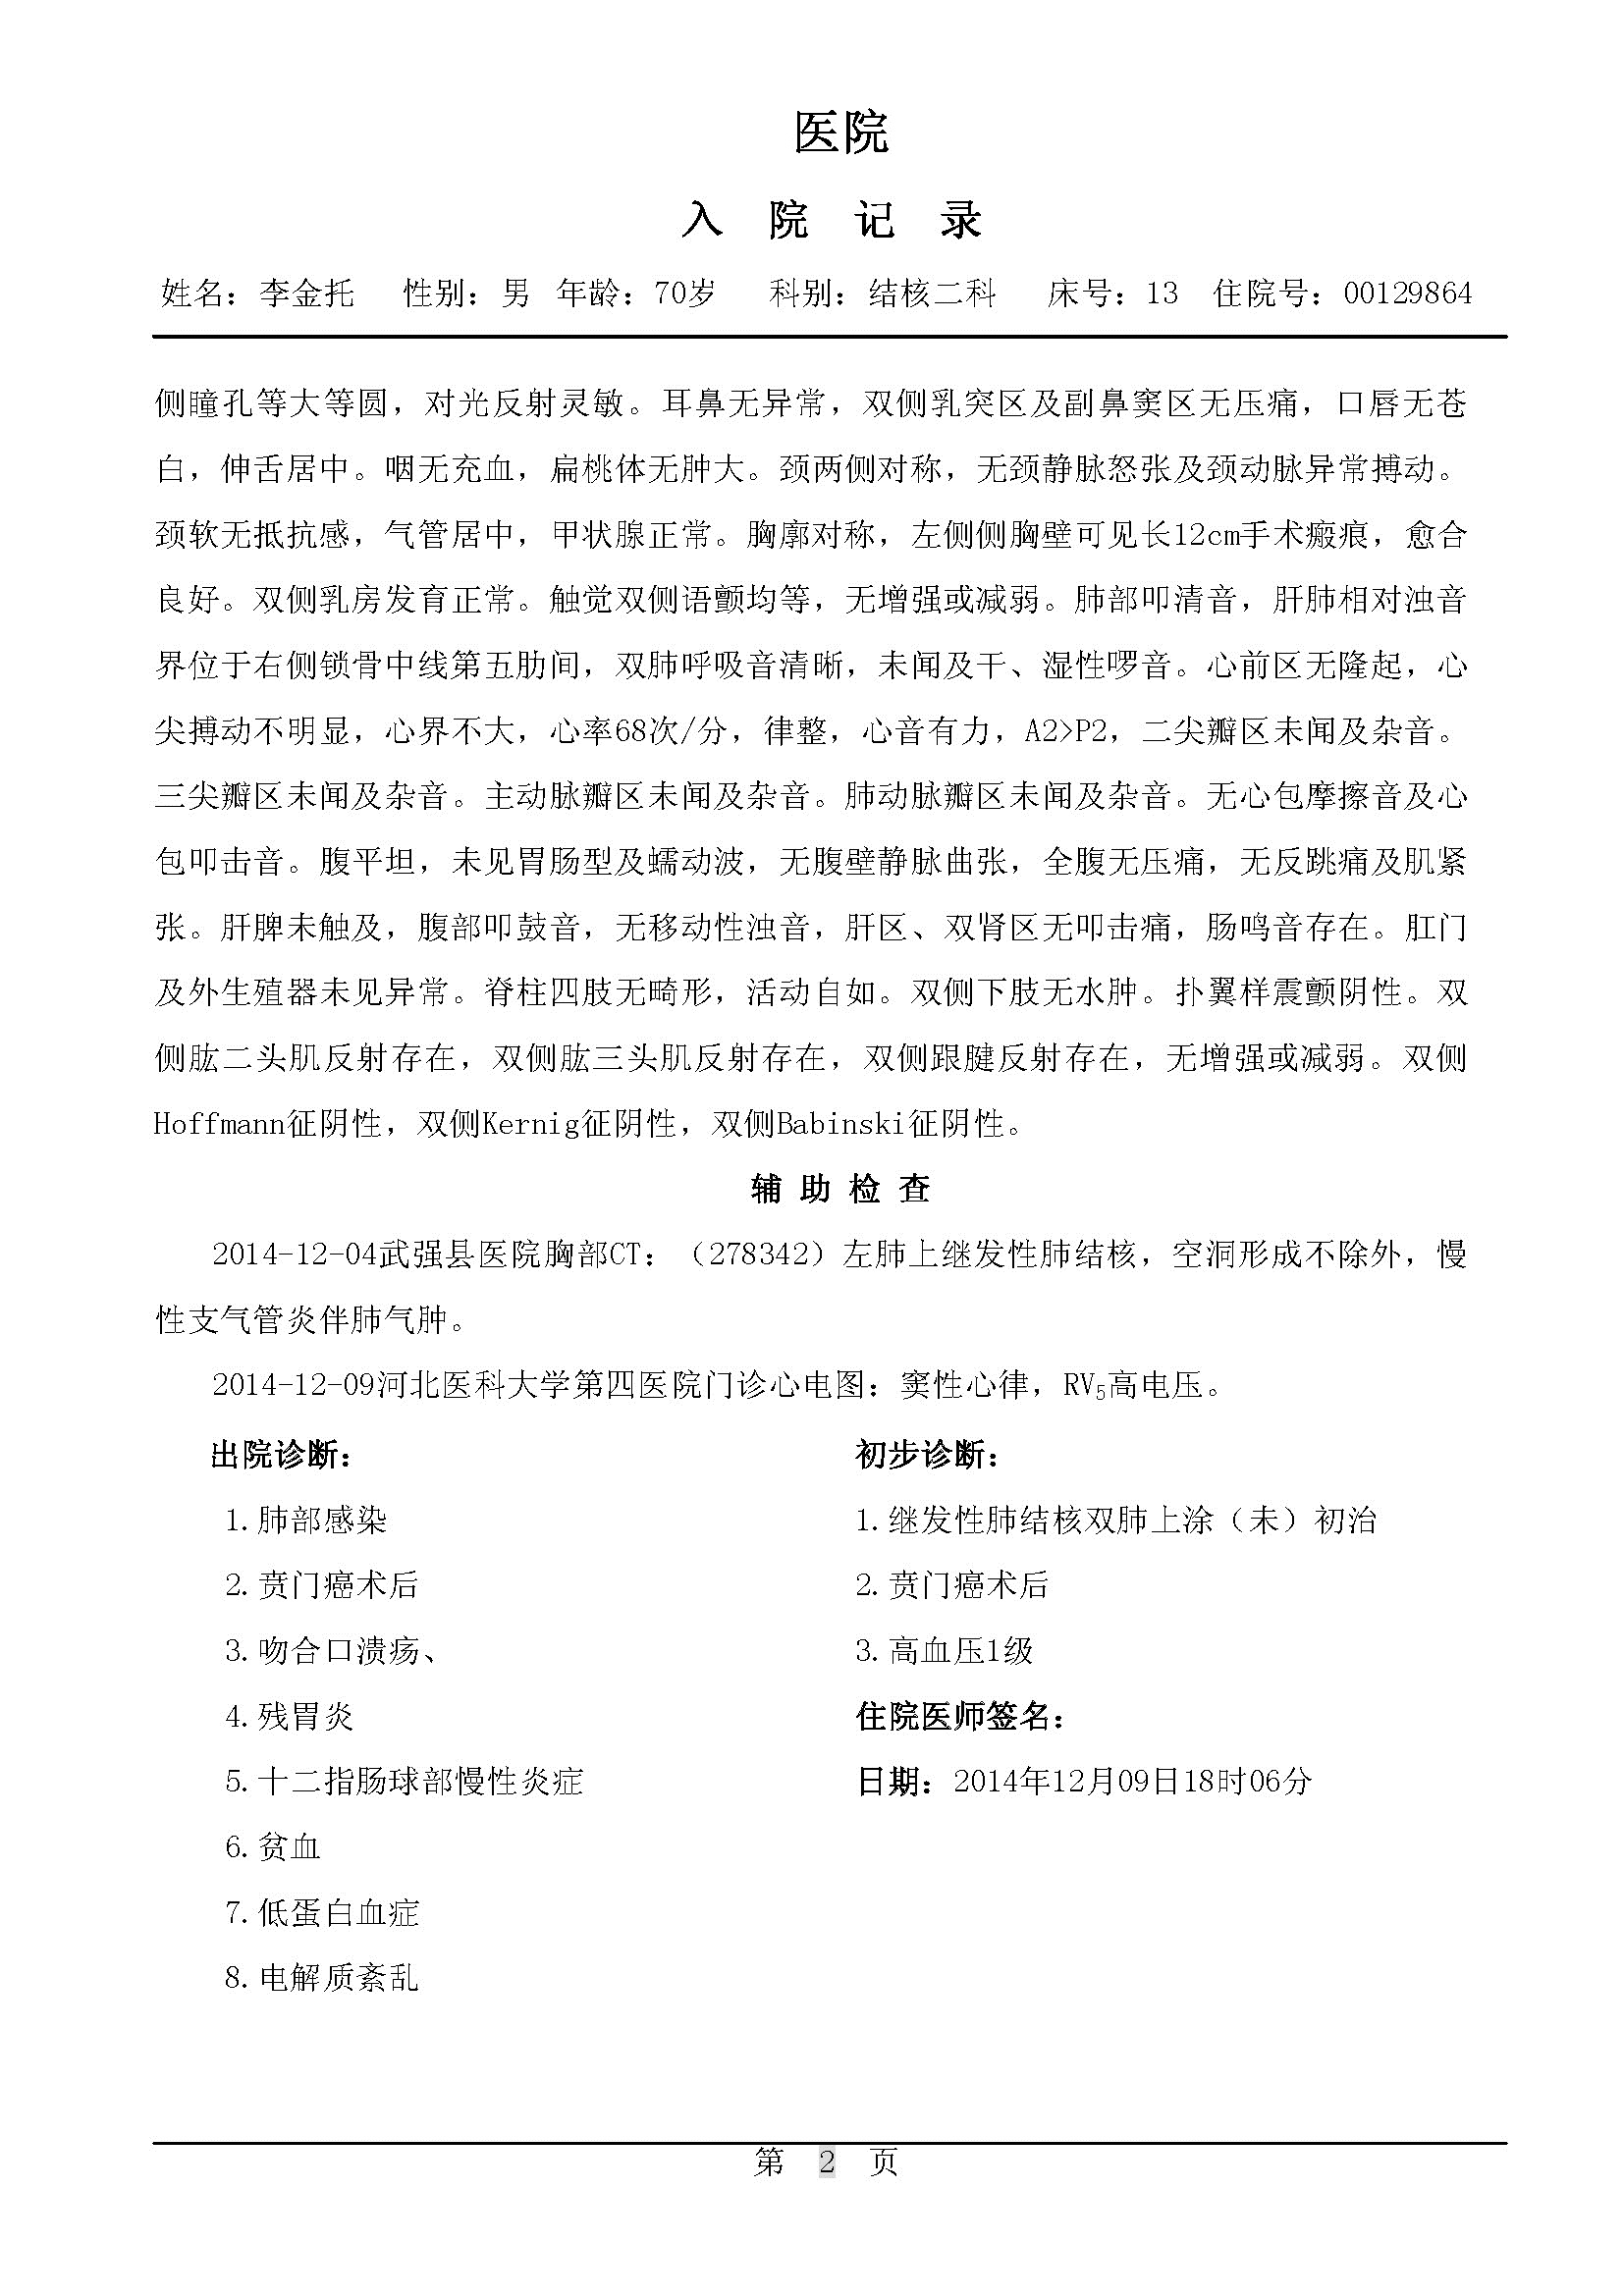 医院
入 院 记 录
姓名：李金托 性别：男 年龄：70岁 科别：结核二科 床号：13 住院号：00129864
侧瞳孔等大等圆，对光反射灵敏。耳鼻无异常，双侧乳突区及副鼻窦区无压痛，口唇无苍
白，伸舌居中。咽无充血，扁桃体无肿大。颈两侧对称，无颈静脉怒张及颈动脉异常搏动。
颈软无抵抗感，气管居中，甲状腺正常。胸廓对称，左侧侧胸壁可见长12cm手术瘢痕，愈合
良好。双侧乳房发育正常。触觉双侧语颤均等，无增强或减弱。肺部叩清音，肝肺相对浊音
界位于右侧锁骨中线第五肋间，双肺呼吸音清晰，未闻及干、湿性啰音。心前区无隆起，心
尖搏动不明显，心界不大，心率68次/分，律整，心音有力，A2>P2，二尖瓣区未闻及杂音。
三尖瓣区未闻及杂音。主动脉瓣区未闻及杂音。肺动脉瓣区未闻及杂音。无心包摩擦音及心
包叩击音。腹平坦，未见胃肠型及蠕动波，无腹壁静脉曲张，全腹无压痛，无反跳痛及肌紧
张。肝脾未触及，腹部叩鼓音，无移动性浊音，肝区、双肾区无叩击痛，肠鸣音存在。肛门
及外生殖器未见异常。脊柱四肢无畸形，活动自如。双侧下肢无水肿。扑翼样震颤阴性。双
侧肱二头肌反射存在，双侧肱三头肌反射存在，双侧跟腱反射存在，无增强或减弱。双侧
Hoffmann征阴性，双侧Kernig征阴性，双侧Babinski征阴性。
辅 助 检 查
2014-12-04武强县医院胸部CT：（278342）左肺上继发性肺结核，空洞形成不除外，慢
性支气管炎伴肺气肿。
2014-12-09河北医科大学第四医院门诊心电图：窦性心律，RV₅高电压。
出院诊断：
1.肺部感染
2.贲门癌术后
3.吻合口溃疡、
4.残胃炎
5.十二指肠球部慢性炎症
6.贫血
7.低蛋白血症
8.电解质紊乱
初步诊断：
1.继发性肺结核双肺上涂（未）初治
2.贲门癌术后
3.高血压1级
住院医师签名：
日期：2014年12月09日18时06分
第 2 页